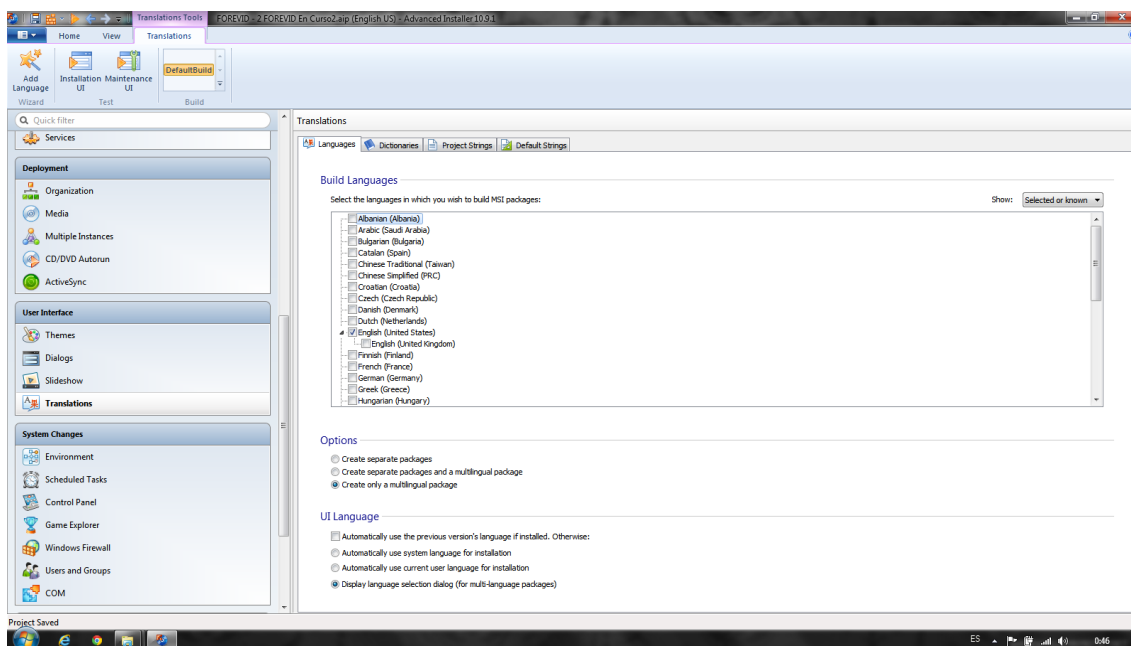 Translations Tools FOREVID - 2 FOREVID En Curso2.aip (English US) - Advanced Installer 10.9.1
Home View Translations
Add Language
Installation UI
Maintenance UI
DefaultBuild
Wizard Test Build
Quick filter
Services
Deployment
Organization
Media
Multiple Instances
CD/DVD Autorun
ActiveSync
User Interface
Themes
Dialogs
Slideshow
Translations
System Changes
Environment
Scheduled Tasks
Control Panel
Game Explorer
Windows Firewall
Users and Groups
COM
Translations
Languages Dictionaries Project Strings Default Strings
Build Languages
Select the languages in which you wish to build MSI packages: Show: Selected or known
Albanian (Albania)
Arabic (Saudi Arabia)
Bulgarian (Bulgaria)
Catalan (Spain)
Chinese Traditional (Taiwan)
Chinese Simplified (PRC)
Croatian (Croatia)
Czech (Czech Republic)
Danish (Denmark)
Dutch (Netherlands)
English (United States)
English (United Kingdom)
Finnish (Finland)
French (France)
German (Germany)
Greek (Greece)
Hungarian (Hungary)
Options
Create separate packages
Create separate packages and a multilingual package
Create only a multilingual package
UI Language
Automatically use the previous version's language if installed. Otherwise:
Automatically use system language for installation
Automatically use current user language for installation
Display language selection dialog (for multi-language packages)
Project Saved
ES 0:46